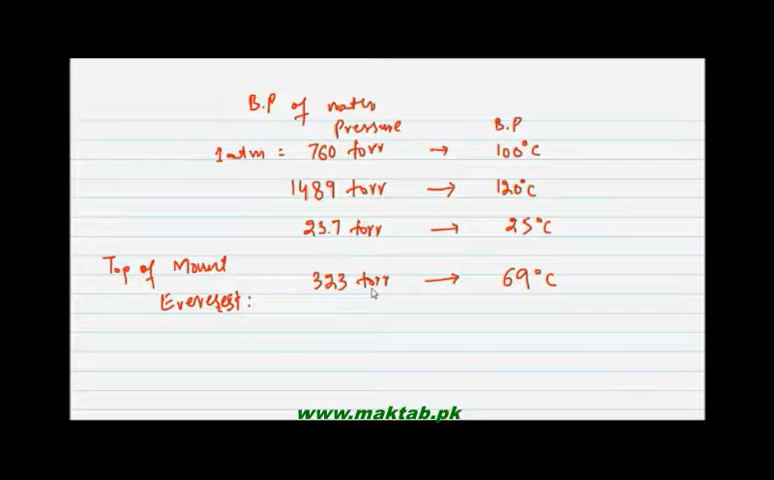 B.P of water
Pressure B.P
1 atm = 760 torr → 100°C
1489 torr → 120°C
23.7 torr → 25°C
Top of Mount
Everest: 323 torr → 69°C
www.maktab.pk